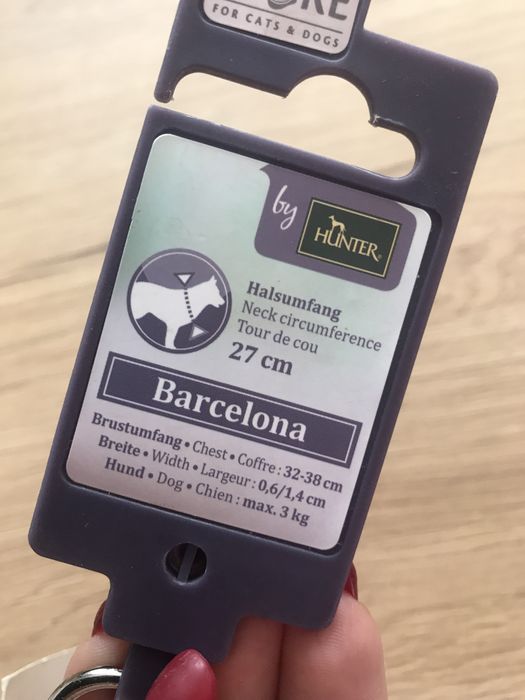 FOR CATS & DOGS
by HUNTER
Halsumfang
Neck circumference
Tour de cou
27 cm
Barcelona
Brustumfang • Chest • Coffre : 32-38 cm
Breite • Width • Largeur : 0,6/1,4 cm
Hund • Dog • Chien : max. 3 kg